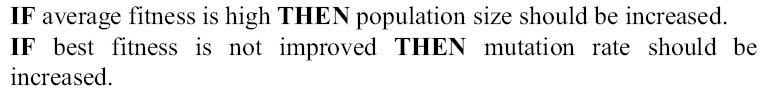 IF average fitness is high THEN population size should be increased.
IF best fitness is not improved THEN mutation rate should be
increased.